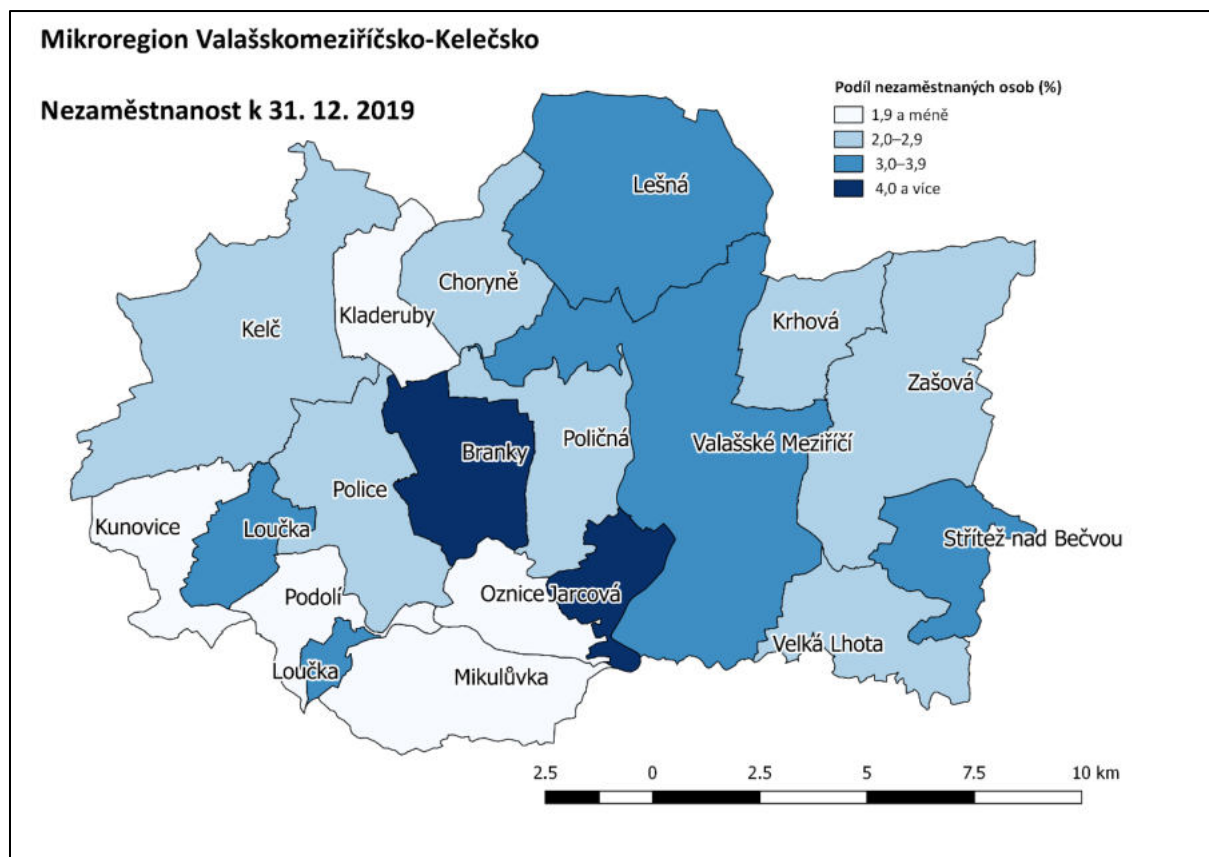 Mikroregion Valašskomeziříčsko-Kelečsko
Nezaměstnanost k 31. 12. 2019
Podíl nezaměstnaných osob (%)
1,9 a méně
2,0–2,9
3,0–3,9
4,0 a více
Lešná
Choryně
Kladeruby
Kelč
Krhová
Zašová
Valašské Meziříčí
Poličná
Branky
Police
Kunovice
Loučka
Střítež nad Bečvou
Podolí
Oznice
Jarcová
Velká Lhota
Loučka
Mikulůvka
2.5 0 2.5 5 7.5 10 km